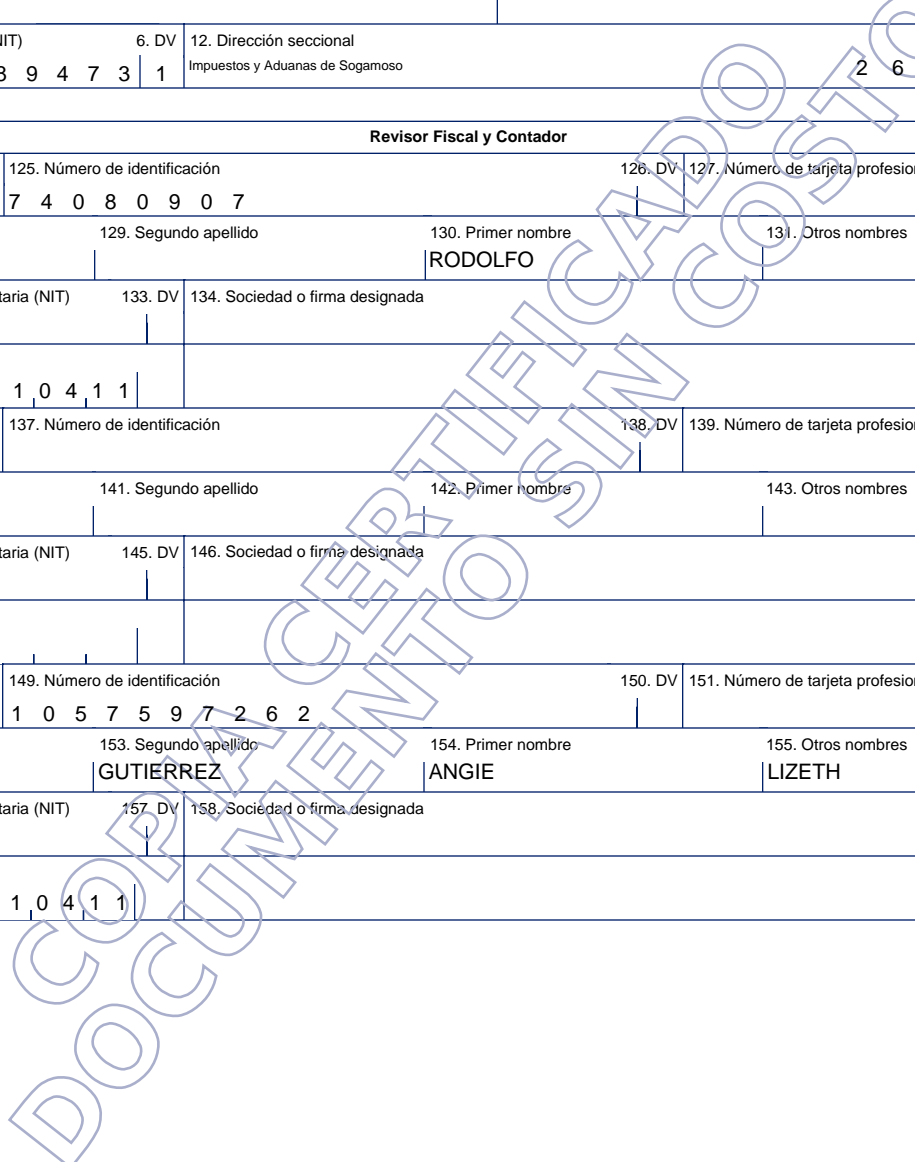 NIT) 6. DV 12. Dirección seccional
9 4 7 3 1 Impuestos y Aduanas de Sogamoso 2 6
Revisor Fiscal y Contador
125. Número de identificación 126. DV 127. Número de tarjeta profesion
7 4 0 8 0 9 0 7
129. Segundo apellido 130. Primer nombre 131. Otros nombres
RODOLFO
taria (NIT) 133. DV 134. Sociedad o firma designada
1 0 4 1 1
137. Número de identificación 138. DV 139. Número de tarjeta profesion
141. Segundo apellido 142. Primer nombre 143. Otros nombres
taria (NIT) 145. DV 146. Sociedad o firma designada
149. Número de identificación 150. DV 151. Número de tarjeta profesion
1 0 5 7 5 9 7 2 6 2
153. Segundo apellido 154. Primer nombre 155. Otros nombres
GUTIERREZ ANGIE LIZETH
taria (NIT) 157. DV 158. Sociedad o firma designada
1 0 4 1 1
COPIA CERTIFICADO
DOCUMENTO SIN COSTO